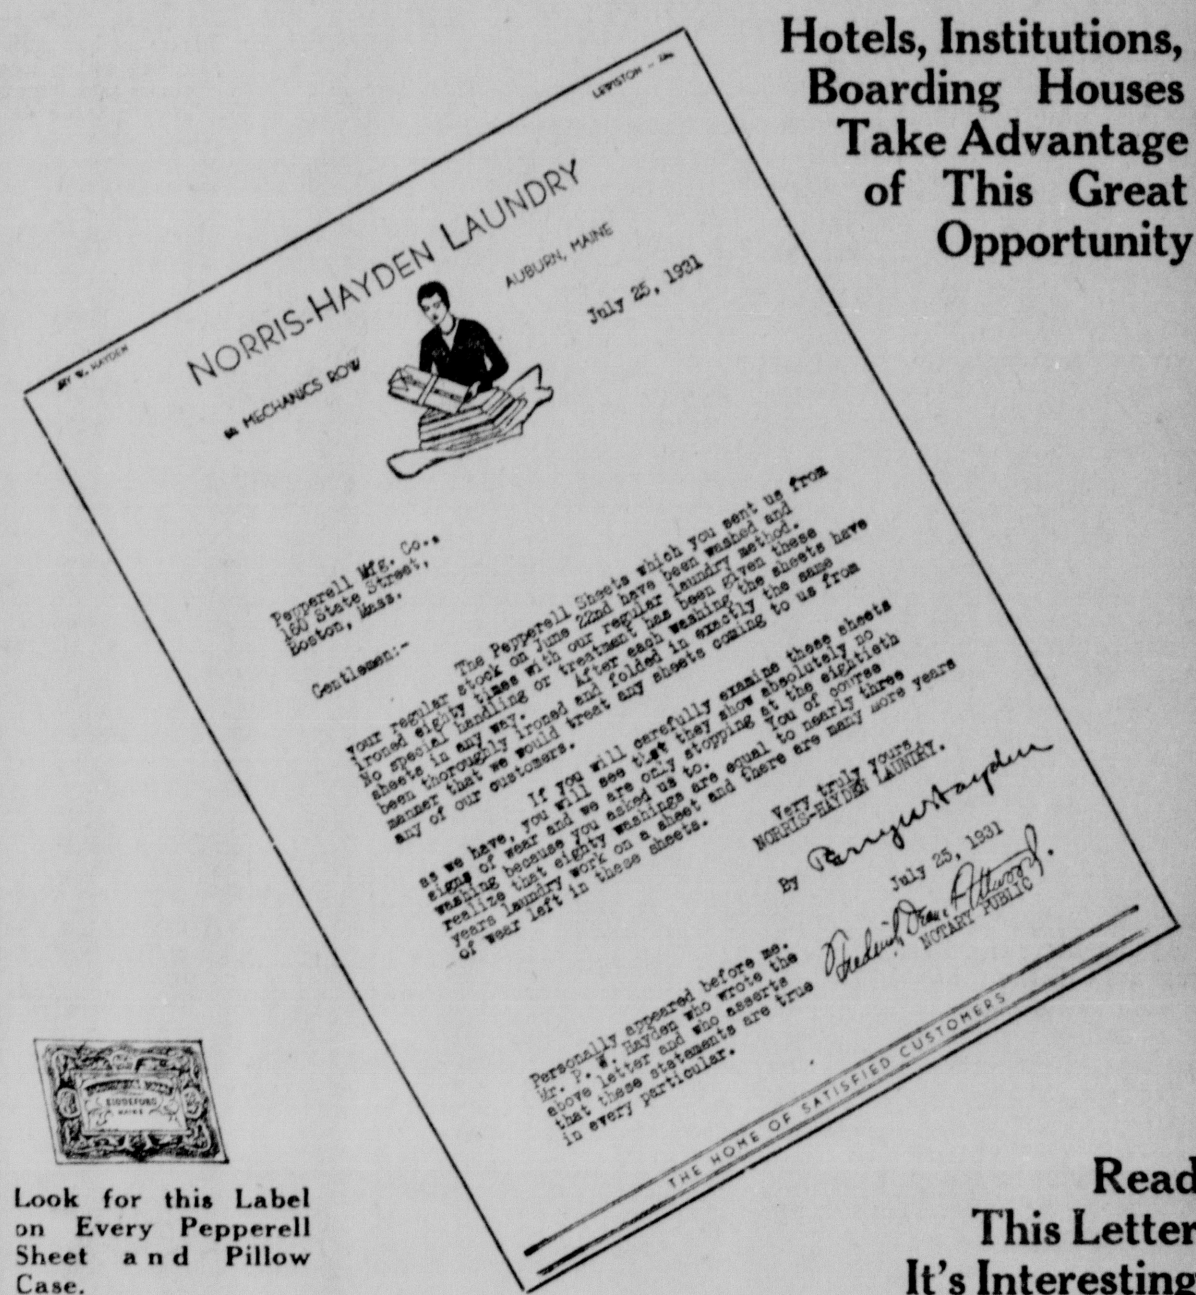 Hotels, Institutions,
Boarding Houses
Take Advantage
of This Great
Opportunity
W. HAYDEN
LEWISTON
NORRIS-HAYDEN LAUNDRY
MECHANICS ROW
AUBURN, MAINE
July 25, 1931
Pepperell Mfg. Co.,
160 State Street,
Boston, Mass.
Gentlemen:-
The Pepperell Sheets which you sent us from
your regular stock on June 22nd have been washed and
ironed eighty times with our regular laundry method.
No special handling or treatment has been given these
sheets in any way. After each washing the sheets have
been thoroughly ironed and folded in exactly the same
manner that we would treat any sheets coming to us from
any of our customers.
If you will carefully examine these sheets
as we have, you will see that they show absolutely no
signs of wear and we are only stopping at the eightieth
washing because you asked us to. You of course
realize that eighty washings are equal to nearly three
years laundry work on a sheet and there are many more years
of wear left in these sheets.
Very truly yours,
NORRIS-HAYDEN LAUNDRY.
By Perry W Hayden
July 25, 1931
Personally appeared before me.
Mr. P. W. Hayden who wrote the
above letter and who asserts
that these statements are true
in every particular.
Frederick Attwood.
NOTARY PUBLIC
THE HOME OF SATISFIED CUSTOMERS
BIDDEFORD
MAINE
Look for this Label
on Every Pepperell
Sheet and Pillow
Case.
Read
This Letter
It's Interesting